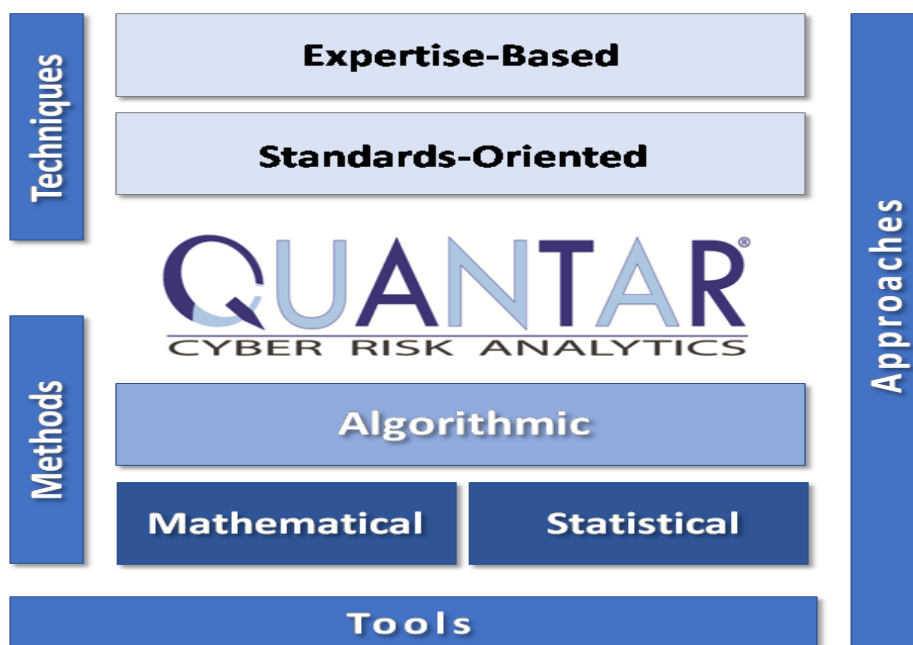 Techniques
Expertise-Based
Standards-Oriented
QUANTAR®
CYBER RISK ANALYTICS
Methods
Algorithmic
Mathematical
Statistical
Tools
Approaches